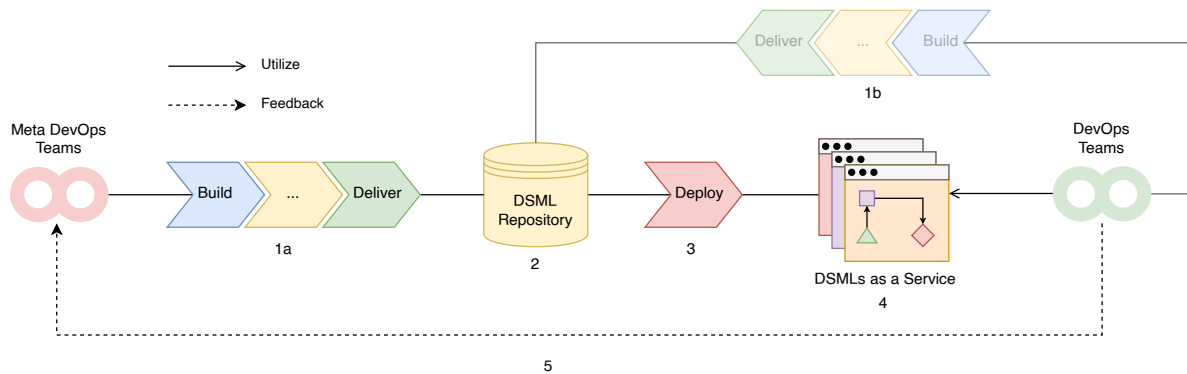 Deliver
...
Build
1b
Utilize
Feedback
Meta DevOps
Teams
Build
...
Deliver
1a
DSML
Repository
2
Deploy
3
DSMLs as a Service
4
DevOps
Teams
5